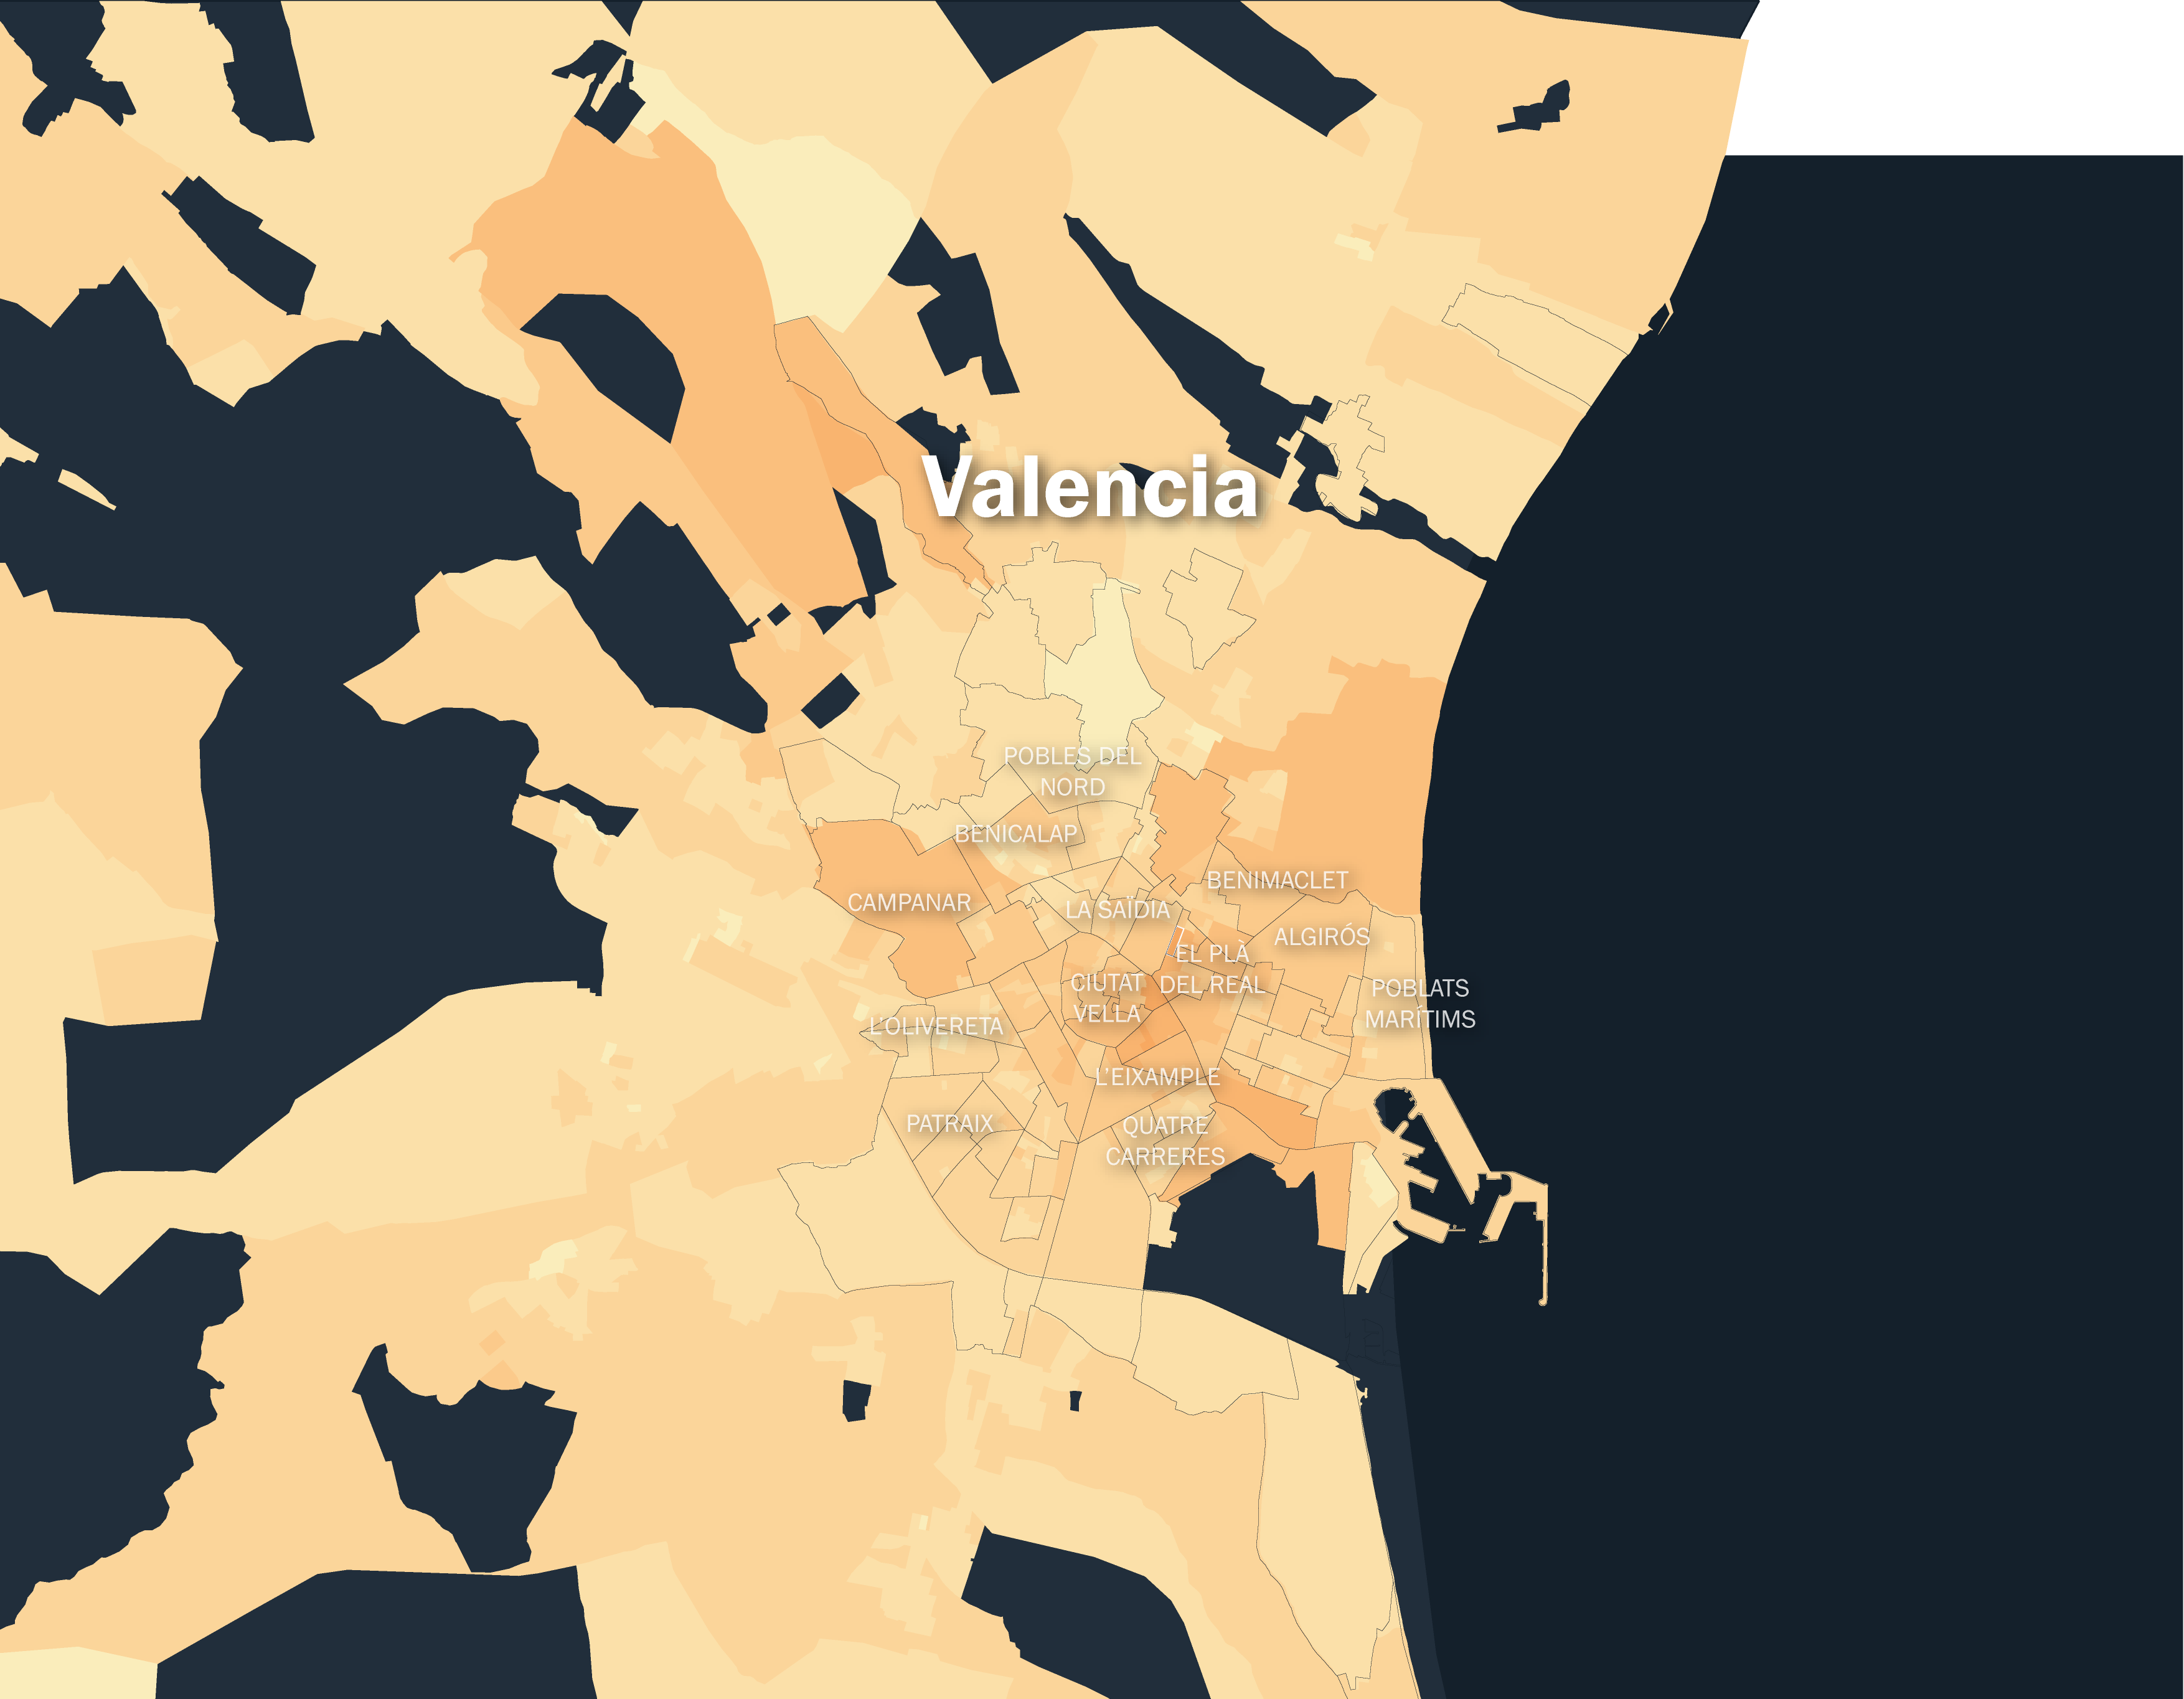 Valencia
POBLES DEL
NORD
BENICALAP
BENIMACLET
CAMPANAR
LA SAÏDIA
ALGIRÓS
EL PLÀ
DEL REAL
CIUTAT
VELLA
POBLATS
MARÍTIMS
L'OLIVERETA
L'EIXAMPLE
PATRAIX
QUATRE
CARRERES